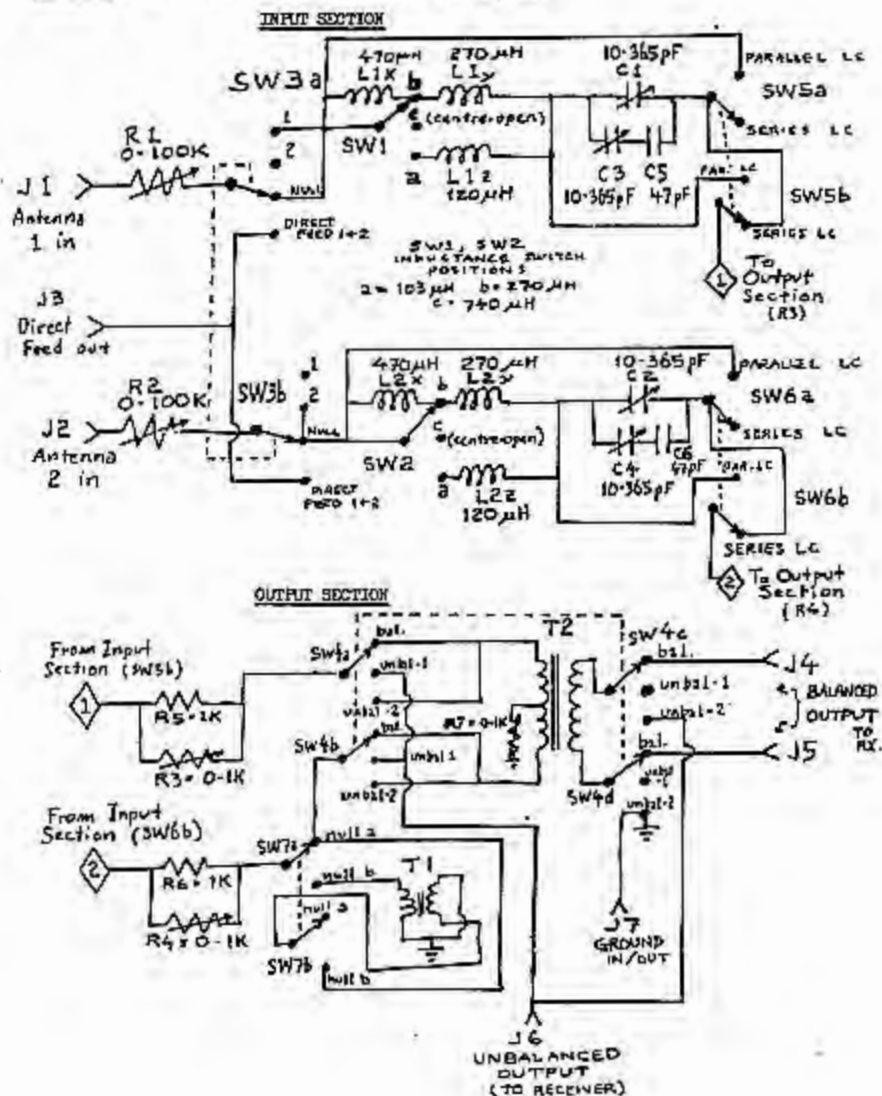 INPUT SECTION
470μH
270μH
10-365pF
L1X
L1y
C1
PARALLEL LC
SW3a
b
SW5a
1
c
(centre-open)
SERIES LC
R1
0-100K
SW1
2
C3
C5
PAR. LC
a
L1z
J1
NULL
120μH
10-365pF
47pF
SW5b
Antenna
1 in
DIRECT
FEED 1+2
SERIES LC
SW1, SW2
INDUCTANCE SWITCH
POSITIONS
a = 103μH b = 270μH
c = 740μH
1
To
Output
Section
(R3)
J3
Direct
Feed out
1
470μH
270μH
10-365pF
PARALLEL LC
R2
0-100K
2
L2X
b
C2
SW6a
SW3b
NULL
c
(centre-open)
SERIES LC
J2
SW2
C4
C6
47pF
PAR. LC
Antenna
2 in
a
10-365pF
SW6b
DIRECT
FEED 1+2
L2z
120μH
SERIES LC
2
To Output
Section
(R4)
OUTPUT SECTION
T2
SW4c
From Input
Section (SW5b)
SW4a
bal.
bal.
J4
unbal-1
unbal-1
1
unbal-2
R7=0-1K
unbal-2
BALANCED
OUTPUT
TO
RX.
R5=1K
SW4b
bal
bal.
J5
R3=0-1K
unbal 1
SW4d
unbal-2
unbal-2
From Input
Section (SW6b)
SW7a
null a
2
R6=1K
null b
T1
R4=0-1K
null a
J7
GROUND
IN/OUT
SW7b
null b
J6
UNBALANCED
OUTPUT
(TO RECEIVER)